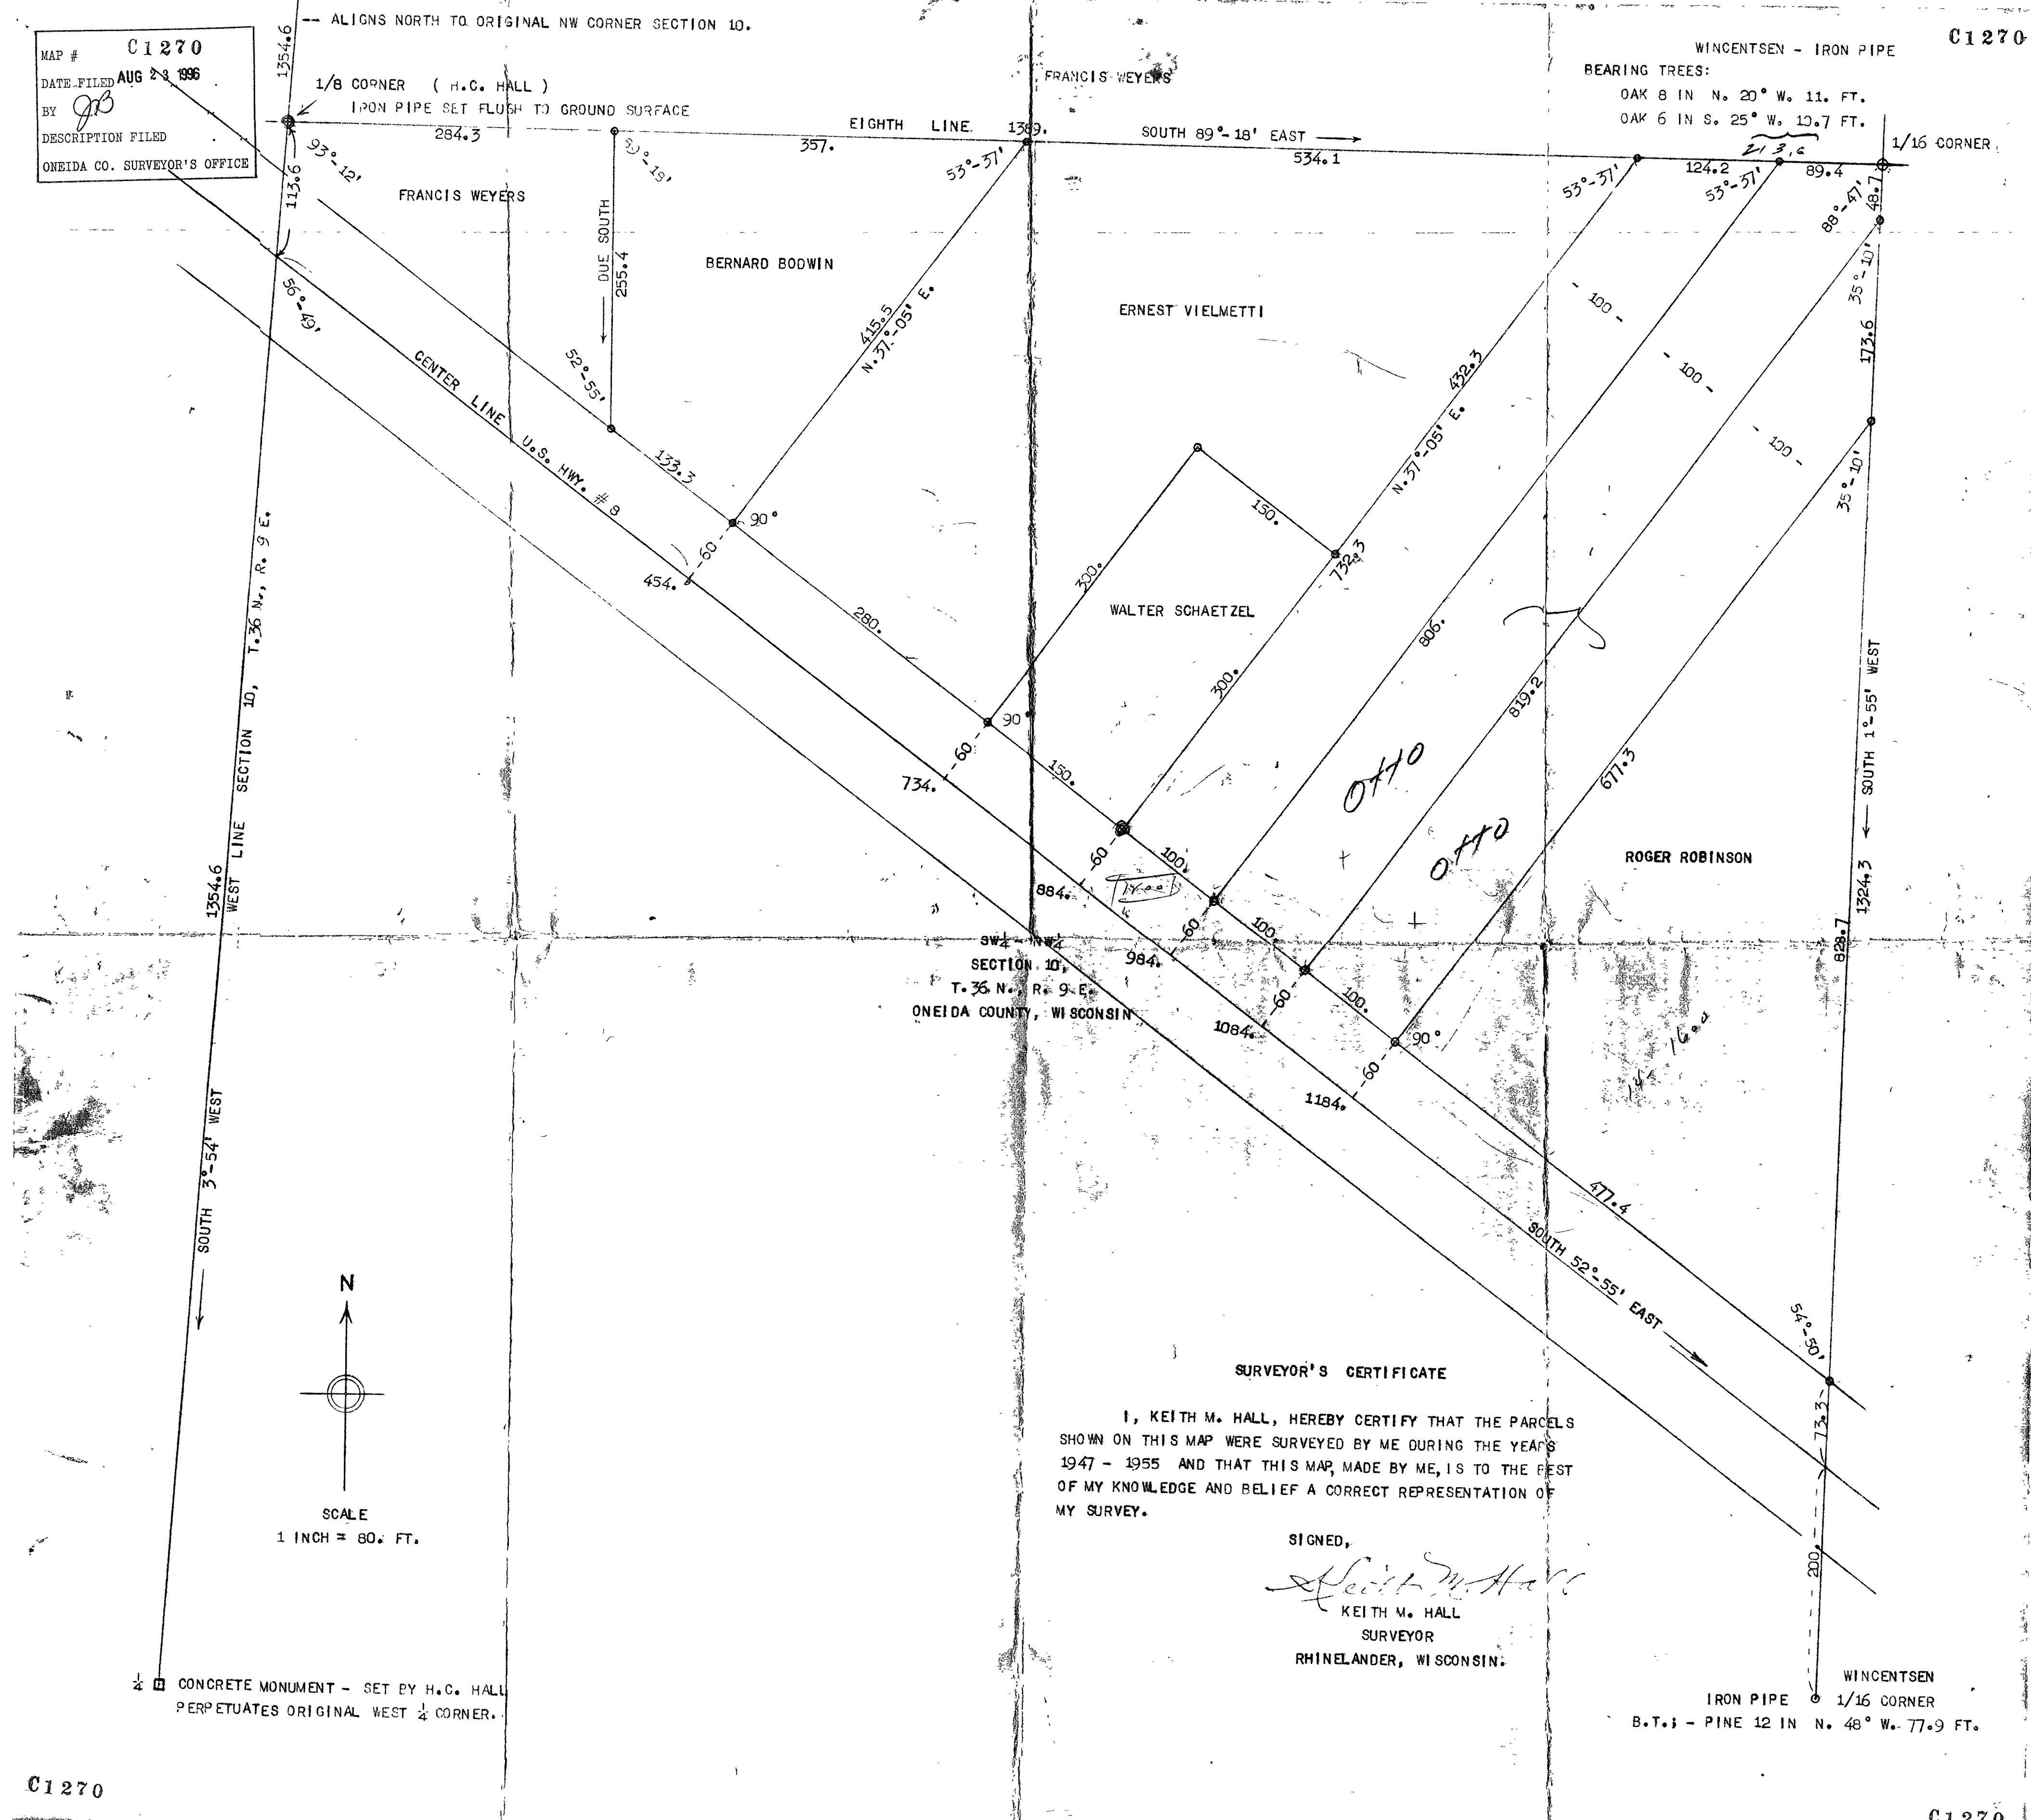 C1270
MAP # C1270
DATE FILED AUG 23 1996
BY JB
DESCRIPTION FILED
ONEIDA CO. SURVEYOR'S OFFICE
1354.6
-- ALIGNS NORTH TO ORIGINAL NW CORNER SECTION 10.
1/8 CORNER ( H.C. HALL )
IRON PIPE SET FLUSH TO GROUND SURFACE
FRANCIS WEYERS
WINCENTSEN - IRON PIPE
BEARING TREES:
OAK 8 IN N. 20° W. 11. FT.
OAK 6 IN S. 25° W. 10.7 FT.
213.6
1/16 CORNER
284.3
357.
EIGHTH LINE
1389.
SOUTH 89°-18' EAST
534.1
124.2
89.4
113.6
93°-12'
53°-37'
53°-37'
53°-37'
88°-47'
48.7
FRANCIS WEYERS
DUE SOUTH
255.4
BERNARD BODWIN
ERNEST VIELMETTI
56°-49'
52°-55'
415.5
N.37°-05' E.
432.3
N.37°-05' E.
- 100 -
- 100 -
- 100 -
35°-10'
173.6
35°-10'
CENTER LINE U.S. HWY. # 8
133.3
90°
-60-
454.
280.
300.
150.
732.3
WALTER SCHAETZEL
300.
806.
819.2
677.3
90°
-60-
734.
150.
Otto
Otto
ROGER ROBINSON
SOUTH 1°-55' WEST
1324.3
828.7
WEST LINE SECTION 10, T.36 N., R. 9 E.
1354.6
SOUTH 3°-54' WEST
-60-
884.
100.
-60-
984.
100.
-60-
1084.
100.
90°
-60-
1184.
SW¼ - NW¼
SECTION 10,
T.36 N., R. 9 E.
ONEIDA COUNTY, WISCONSIN
477.4
SOUTH 52°-55' EAST
54°-50'
73.3
200.
N
SCALE
1 INCH = 80. FT.
SURVEYOR'S CERTIFICATE
I, KEITH M. HALL, HEREBY CERTIFY THAT THE PARCELS
SHOWN ON THIS MAP WERE SURVEYED BY ME DURING THE YEARS
1947 - 1955 AND THAT THIS MAP, MADE BY ME, IS TO THE BEST
OF MY KNOWLEDGE AND BELIEF A CORRECT REPRESENTATION OF
MY SURVEY.
SIGNED,
Keith M. Hall
KEITH M. HALL
SURVEYOR
RHINELANDER, WISCONSIN.
¼ CONCRETE MONUMENT - SET BY H.C. HALL
PERPETUATES ORIGINAL WEST ¼ CORNER.
WINCENTSEN
IRON PIPE 1/16 CORNER
B.T.; - PINE 12 IN N. 48° W. 77.9 FT.
C1270
C1270